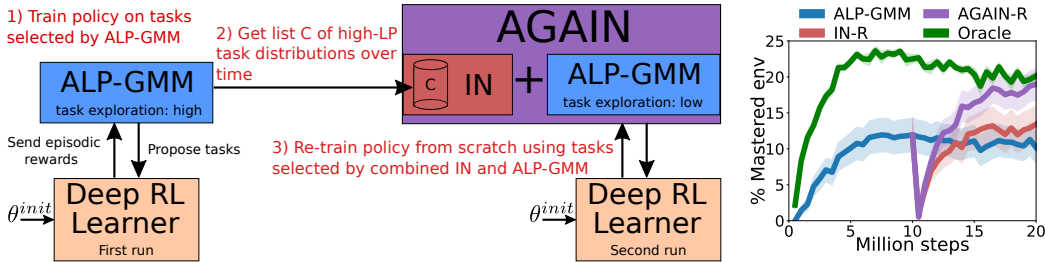 1) Train policy on tasks
selected by ALP-GMM
ALP-GMM
task exploration: high
Send episodic
rewards
Propose tasks
Deep RL
Learner
First run
θ^{init}
2) Get list C of high-LP
task distributions over
time
AGAIN
C
IN
+
ALP-GMM
task exploration: low
3) Re-train policy from scratch using tasks
selected by combined IN and ALP-GMM
Deep RL
Learner
Second run
θ^{init}
ALP-GMM
IN-R
AGAIN-R
Oracle
% Mastered env
25
20
15
10
5
0
0
5
10
15
20
Million steps